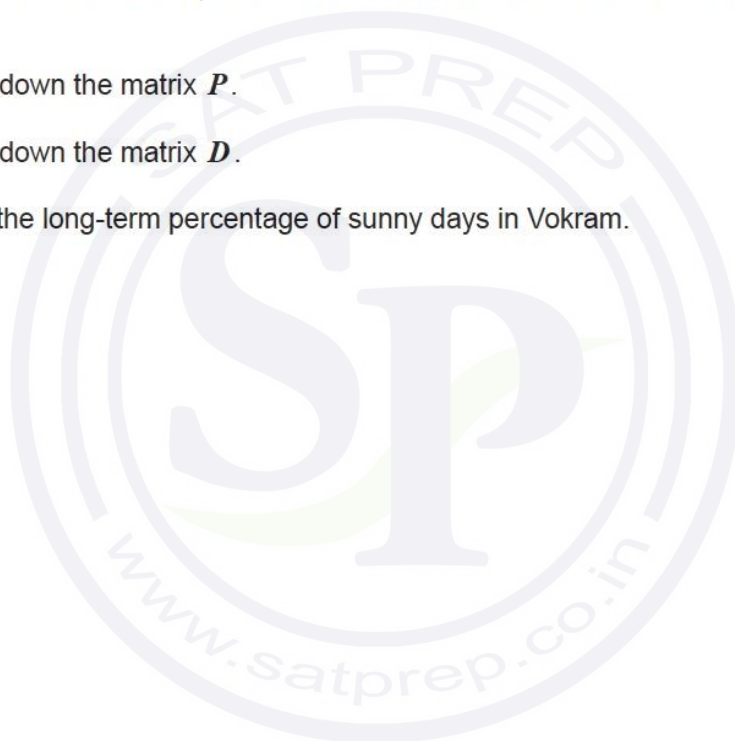 down the matrix P.
down the matrix D.
the long-term percentage of sunny days in Vokram.
SAT PREP
SP
www.satprep.co.in